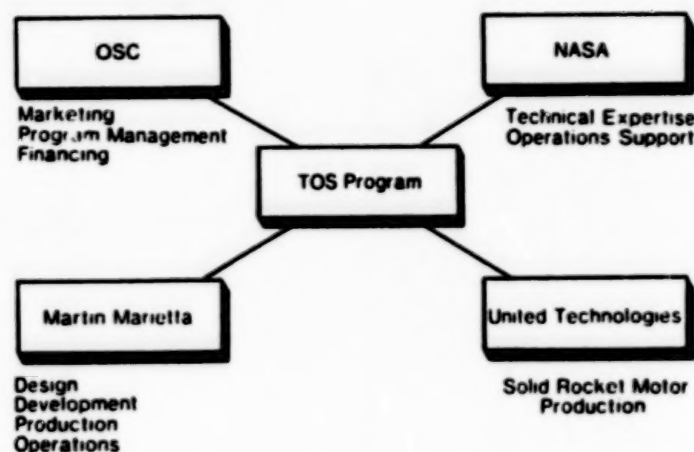 OSC
Marketing
Program Management
Financing
NASA
Technical Expertise
Operations Support
TOS Program
Martin Marietta
Design
Development
Production
Operations
United Technologies
Solid Rocket Motor
Production